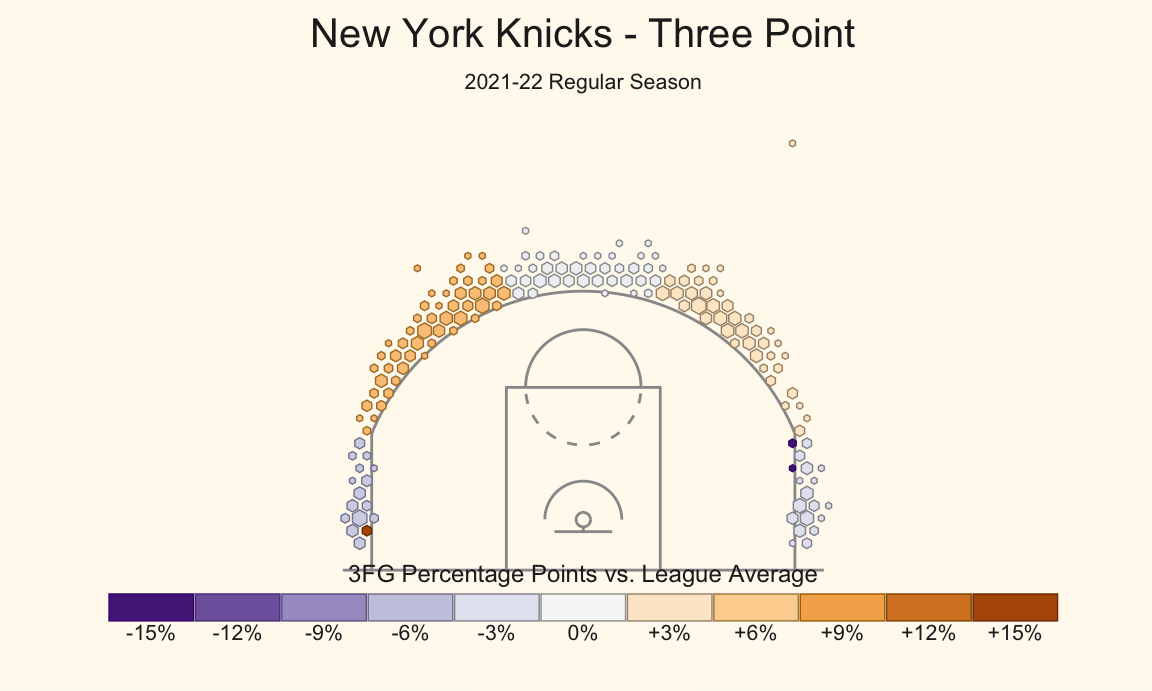 New York Knicks - Three Point
2021-22 Regular Season
3FG Percentage Points vs. League Average
-15% -12% -9% -6% -3% 0% +3% +6% +9% +12% +15%